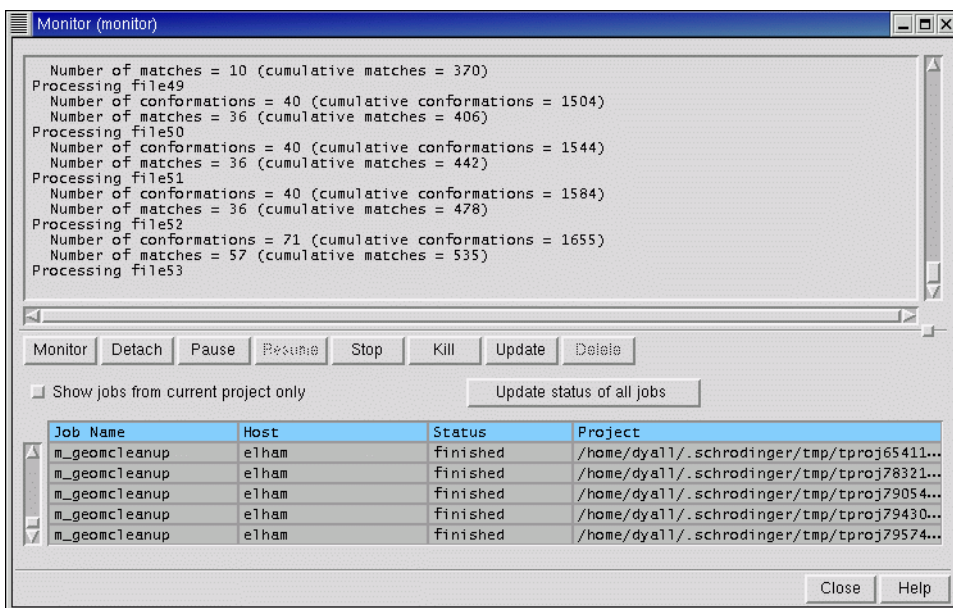 Monitor (monitor)
Number of matches = 10 (cumulative matches = 370)
Processing file49
Number of conformations = 40 (cumulative conformations = 1504)
Number of matches = 36 (cumulative matches = 406)
Processing file50
Number of conformations = 40 (cumulative conformations = 1544)
Number of matches = 36 (cumulative matches = 442)
Processing file51
Number of conformations = 40 (cumulative conformations = 1584)
Number of matches = 36 (cumulative matches = 478)
Processing file52
Number of conformations = 71 (cumulative conformations = 1655)
Number of matches = 57 (cumulative matches = 535)
Processing file53
Monitor Detach Pause Resume Stop Kill Update Delete
Show jobs from current project only Update status of all jobs
Job Name Host Status Project
m_geomcleanup elham finished /home/dyall/.schrodinger/tmp/tproj65411...
m_geomcleanup elham finished /home/dyall/.schrodinger/tmp/tproj78321...
m_geomcleanup elham finished /home/dyall/.schrodinger/tmp/tproj79054...
m_geomcleanup elham finished /home/dyall/.schrodinger/tmp/tproj79430...
m_geomcleanup elham finished /home/dyall/.schrodinger/tmp/tproj79574...
Close Help